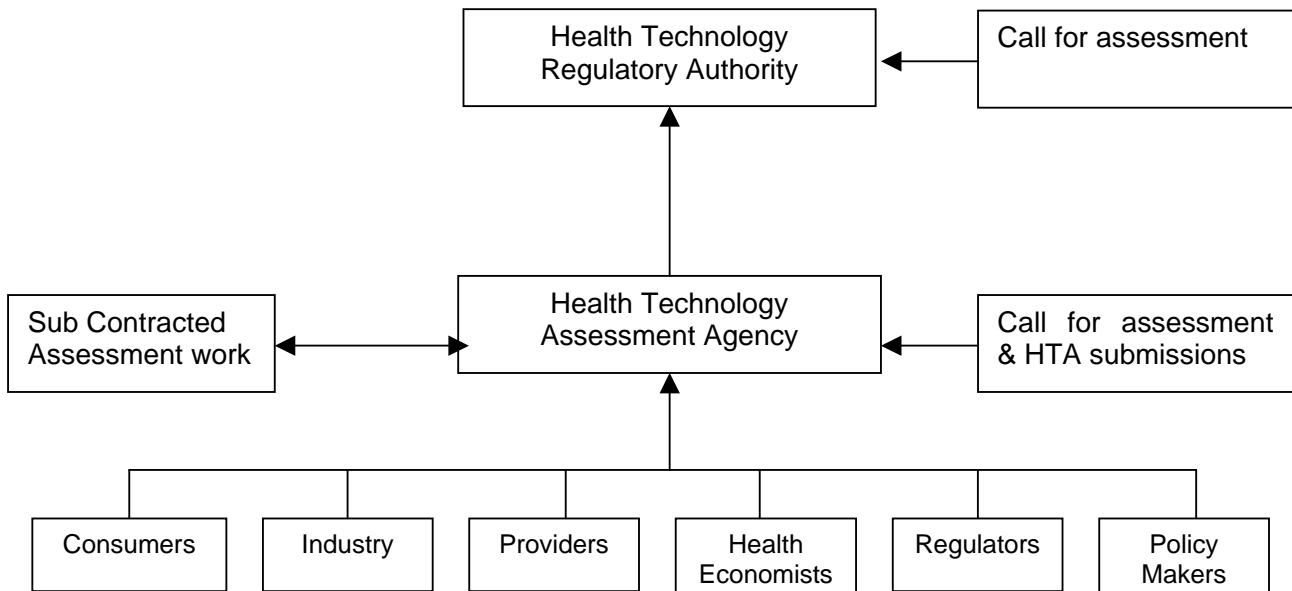 Health Technology
Regulatory Authority
Call for assessment
Sub Contracted
Assessment work
Health Technology
Assessment Agency
Call for assessment
& HTA submissions
Consumers
Industry
Providers
Health
Economists
Regulators
Policy
Makers